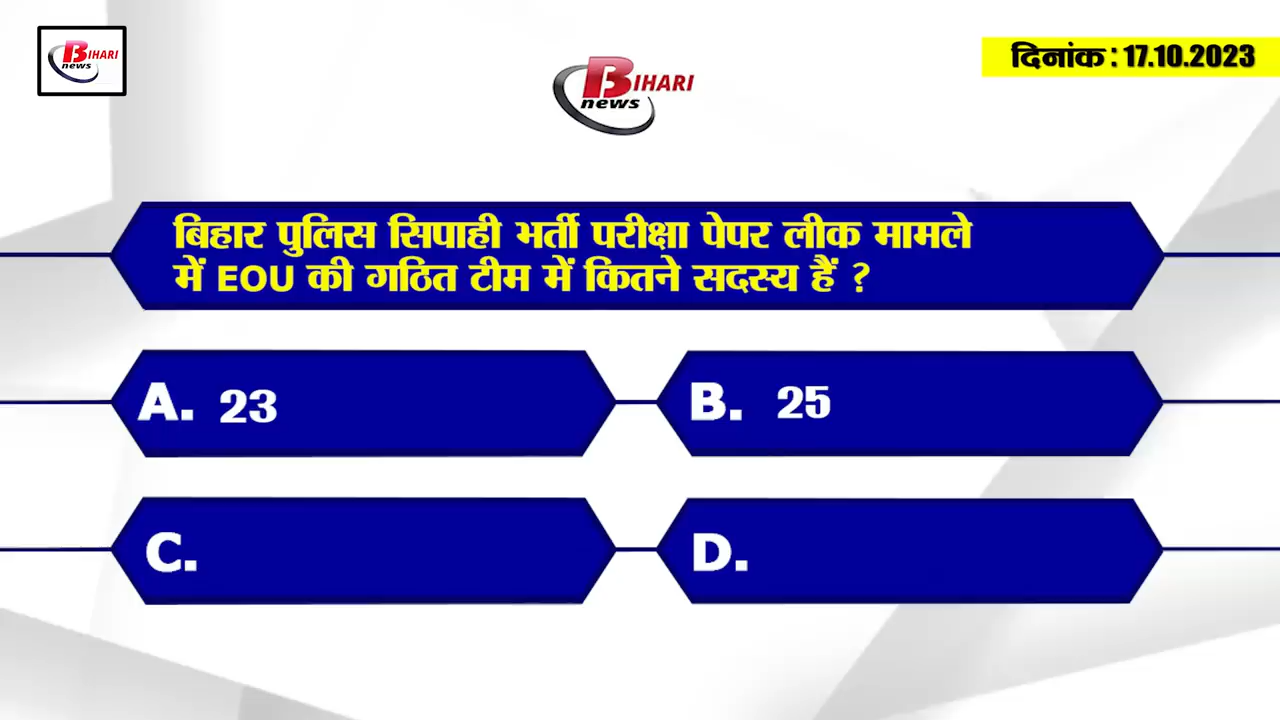 BIHARI
news
BIHARI
news
दिनांक : 17.10.2023
बिहार पुलिस सिपाही भर्ती परीक्षा पेपर लीक मामले
में EOU की गठित टीम में कितने सदस्य हैं ?
A. 23
B. 25
C.
D.